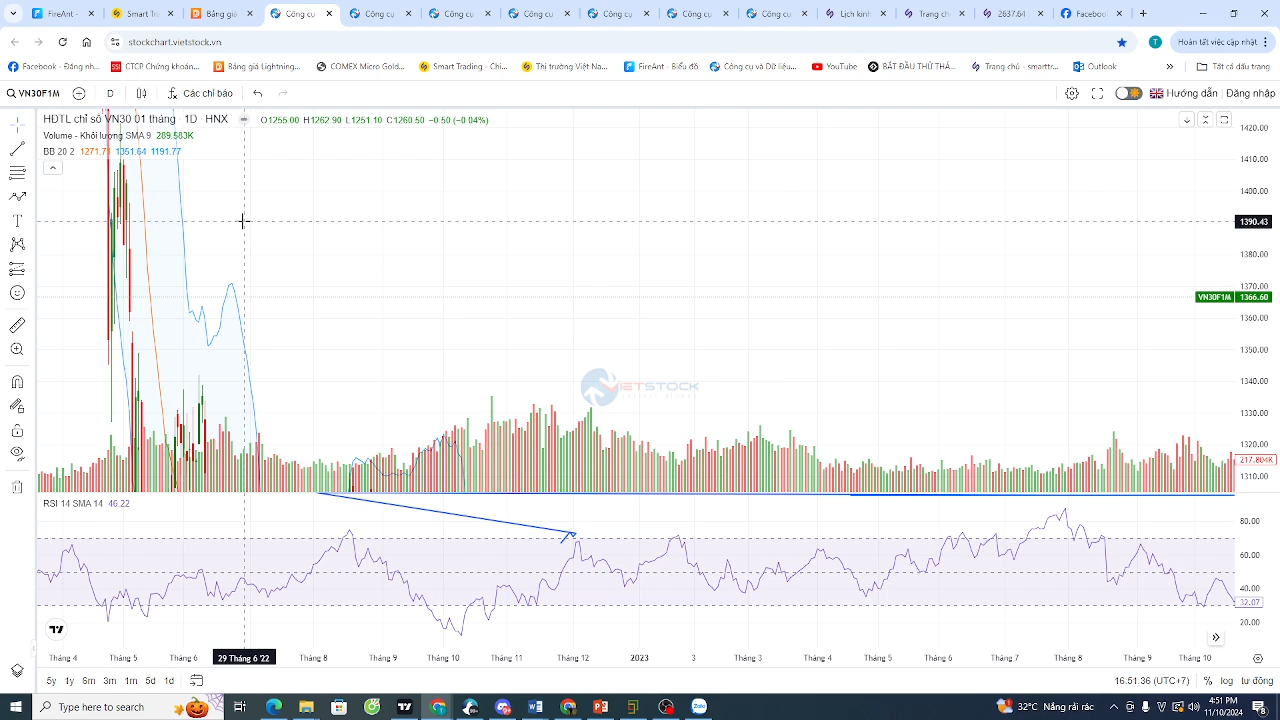 FireAnt - M
Smart Tra
Bảng giá
Công cụ
Công cụ
Công cụ
Công cụ
Công cụ
Công cụ
Công cụ
Lịch kinh
Trang ch
2637.64
Facebo
stockchart.vietstock.vn
T
Hoàn tất việc cập nhật
Facebook - Đăng nh...
SSI CTCP Chứng khoán...
Bảng giá Lightning...
COMEX Micro Gold...
Smart Trading - Chi...
Thị trường Việt Na...
FireAnt - Biểu đồ
Công cụ và Dữ liệu...
YouTube
BẮT ĐẦU THỬ THÁ...
Trang chủ - smarttr...
Outlook
Tất cả dấu trang
VN30F1M
D
Các chỉ báo
Hướng dẫn
Đăng nhập
HĐTL chỉ số VN30 01 tháng · 1D · HNX
O1255.00 H1262.90 L1251.10 C1260.50 −0.50 (−0.04%)
Volume - Khối lượng SMA 9 289.583K
BB 20 2 1271.71 1351.64 1191.77
1420.00
1410.00
1400.00
1390.43
1380.00
1370.00
VN30F1M 1366.60
1360.00
1350.00
1340.00
1330.00
1320.00
217.804K
1310.00
VIETSTOCK
RSI 14 SMA 14 46.22
80.00
60.00
40.00
32.07
20.00
Tháng 4
Tháng 5
Tháng 6
29 Tháng 6 '22
Tháng 8
Tháng 9
Tháng 10
Tháng 11
Tháng 12
2023
3
Tháng 3
Tháng 4
Tháng 5
Tháng 6
Tháng 7
Tháng 8
Tháng 9
Tháng 10
5y 1y 6m 3m 1m 5d 1d
16:51:36 (UTC+7)
% log tự động
Type here to search
32°C Nắng rải rác
4:51 PM
11/10/2024